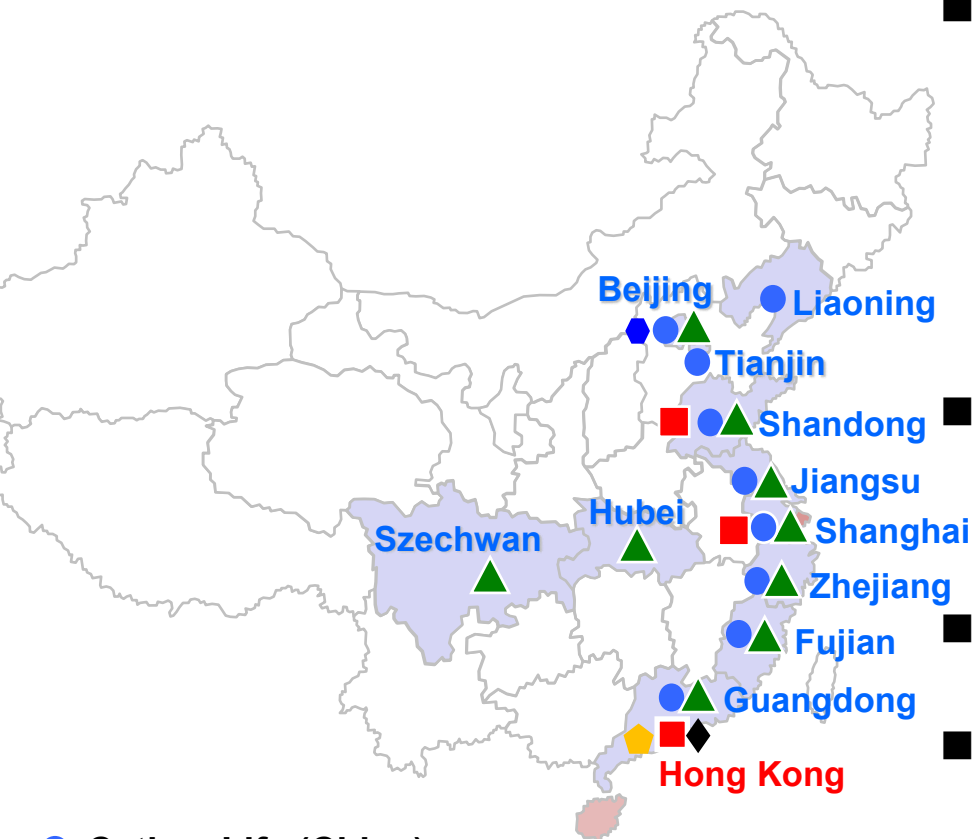 Beijing
Liaoning
Tianjin
Shandong
Jiangsu
Hubei
Szechwan
Shanghai
Zhejiang
Fujian
Guangdong
Hong Kong